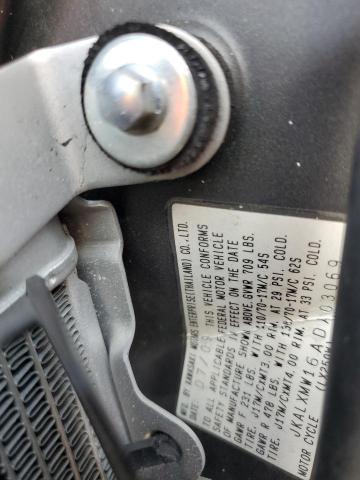 BY KAWASAKI MOTORS ENTERPRISE(THAILAND) CO.,LTD.
07/09 THIS VEHICLE CONFORMS
TO ALL APPLICABLE FEDERAL MOTOR VEHICLE
SAFETY STANDARDS IN EFFECT ON THE DATE
OF MANUFACTURE SHOWN ABOVE.GVWR 709 LBS.
GAWR F 231 LBS. WITH 110/70-17M/C 54S
TIRE, J17M/CXMT3.00 RIM, AT 29 PSI. COLD.
GAWR R 478 LBS. WITH 130/70-17M/C 62S
TIRE, J17M/CXMT4.00 RIM, AT 33 PSI. COLD.
JKALXMW16ADA03069
MOTOR CYCLE